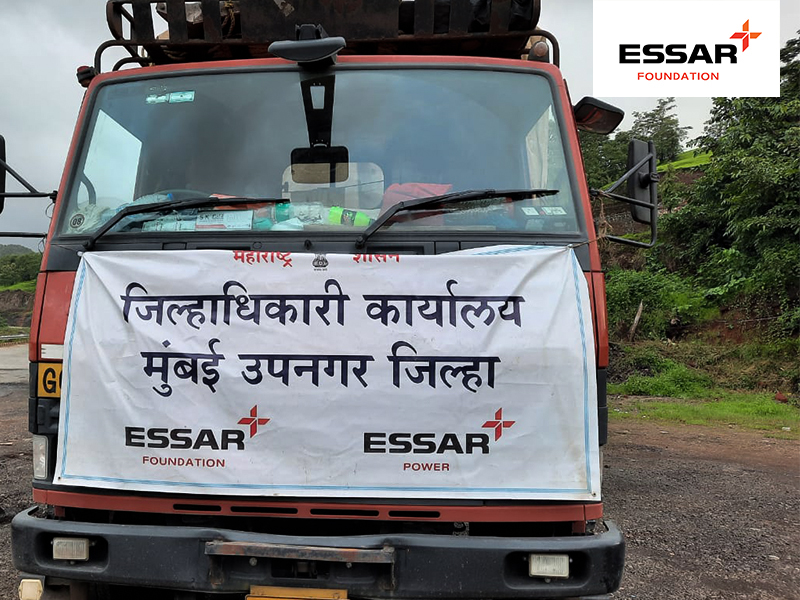 ESSAR
FOUNDATION
महाराष्ट्र शासन
जिल्हाधिकारी कार्यालय
मुंबई उपनगर जिल्हा
ESSAR
FOUNDATION
ESSAR
POWER